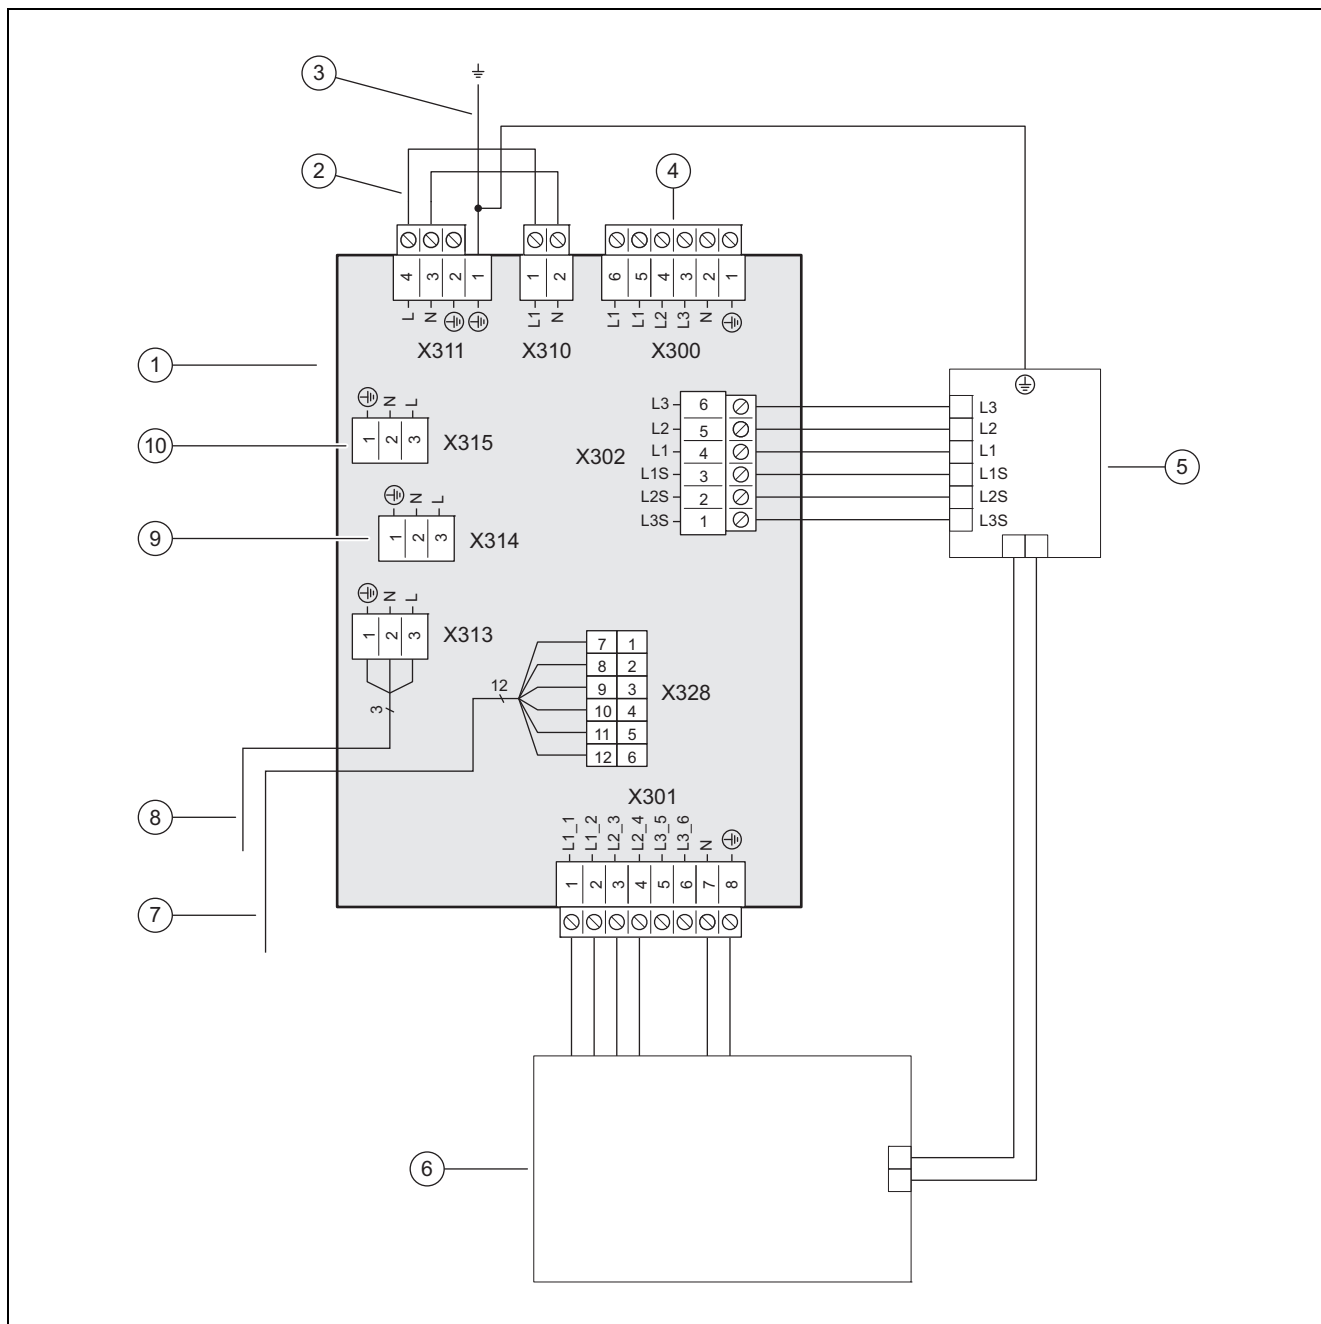 3
2
4
4 3 2 1
1 2
6 5 4 3 2 1
L N
L1 N
L1 L1 L2 L3 N
X311
X310
X300
1
N L
1 2 3
X315
10
X302
L3 6
L2 5
L1 4
L1S 3
L2S 2
L3S 1
L3
L2
L1
L1S
L2S
L3S
5
N L
1 2 3
X314
9
N L
1 2 3
X313
3
12
7 1
8 2
9 3
10 4
11 5
12 6
X328
8
7
X301
L1_1 L1_2 L2_3 L2_4 L3_5 L3_6 N
1 2 3 4 5 6 7 8
6